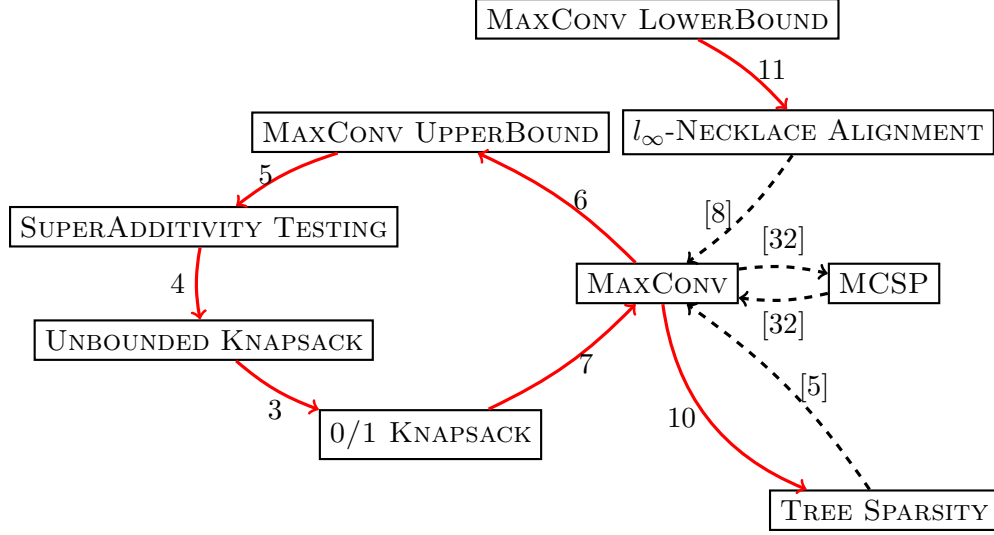 MAXCONV LOWERBOUND
11
MAXCONV UPPERBOUND
l∞-NECKLACE ALIGNMENT
5
6
[8]
SUPERADDITIVITY TESTING
[32]
4
MAXCONV
MCSP
[32]
UNBOUNDED KNAPSACK
7
[5]
3
10
0/1 KNAPSACK
TREE SPARSITY